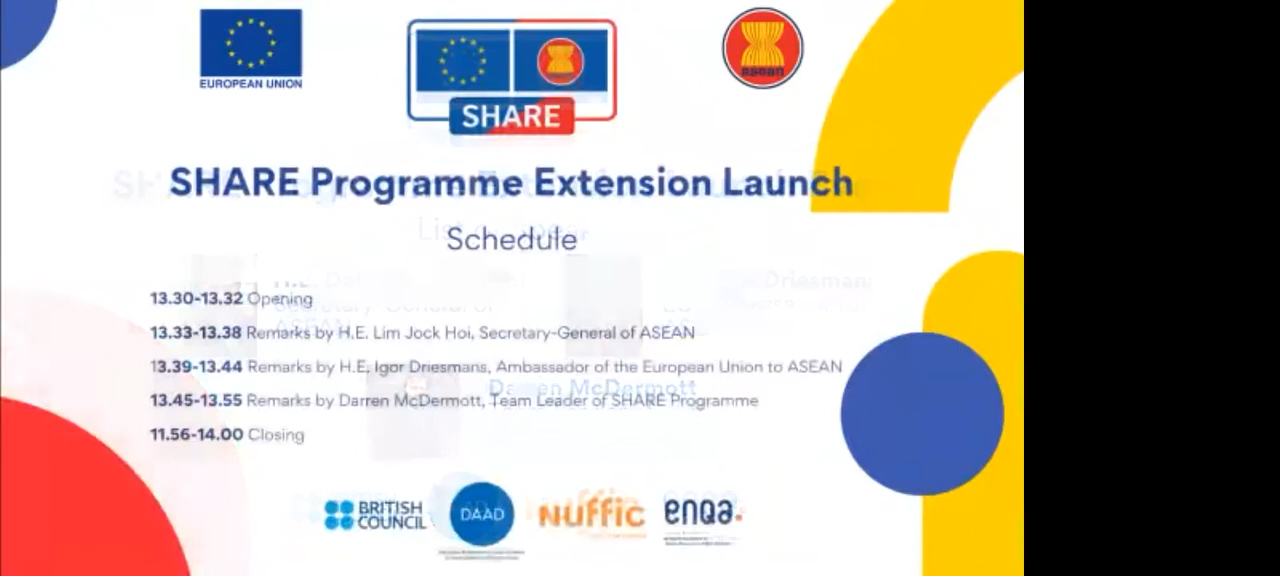 EUROPEAN UNION
SHARE
asean
SHARE Programme Extension Launch
Schedule
13.30-13.32 Opening
13.33-13.38 Remarks by H.E. Lim Jock Hoi, Secretary-General of ASEAN
13.39-13.44 Remarks by H.E. Igor Driesmans, Ambassador of the European Union to ASEAN
Darren McDermott
13.45-13.55 Remarks by Darren McDermott, Team Leader of SHARE Programme
11.56-14.00 Closing
BRITISH
COUNCIL
DAAD
nuffic
enqa.